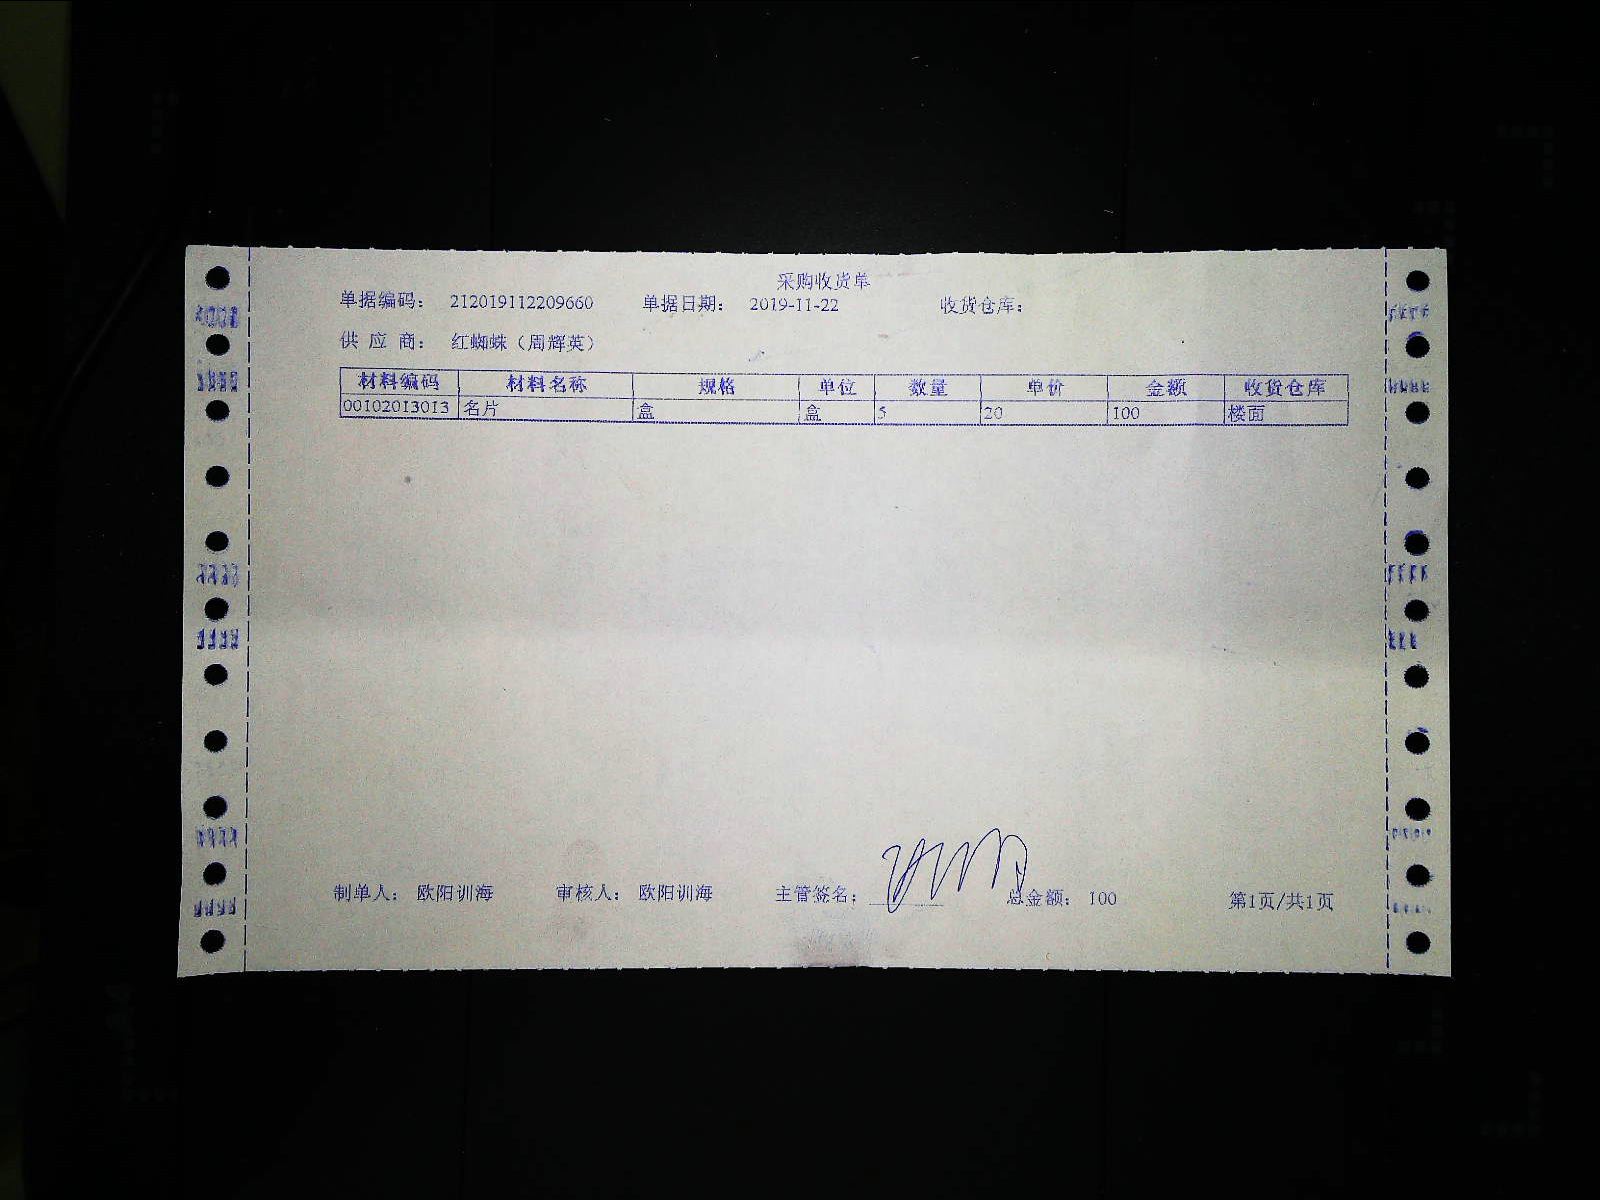 采购收货单
单据编码： 212019112209660 单据日期： 2019-11-22 收货仓库：
供 应 商： 红蜘蛛（周辉英）
材料编码 材料名称 规格 单位 数量 单价 金额 收货仓库
00102013013 名片 盒 盒 5 20 100 楼面
制单人： 欧阳训海 审核人： 欧阳训海 主管签名： 总金额： 100 第1页/共1页